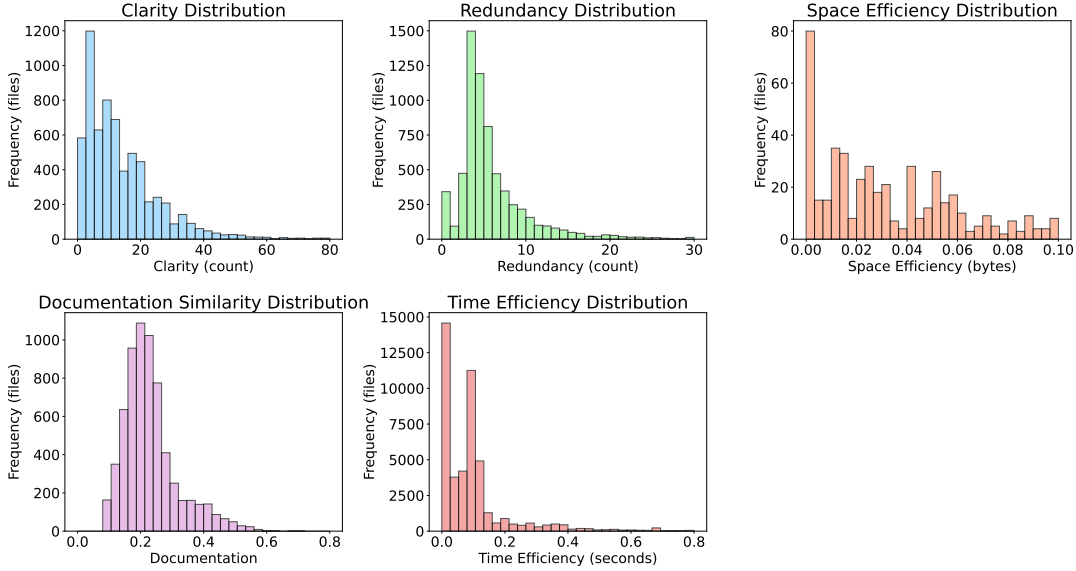 Clarity Distribution
1200
1000
800
600
400
200
0
Frequency (files)
0 20 40 60 80
Clarity (count)
Redundancy Distribution
1500
1250
1000
750
500
250
0
Frequency (files)
0 10 20 30
Redundancy (count)
Space Efficiency Distribution
80
60
40
20
0
Frequency (files)
0.00 0.02 0.04 0.06 0.08 0.10
Space Efficiency (bytes)
Documentation Similarity Distribution
1000
800
600
400
200
0
Frequency (files)
0.0 0.2 0.4 0.6 0.8
Documentation
Time Efficiency Distribution
15000
12500
10000
7500
5000
2500
0
Frequency (files)
0.0 0.2 0.4 0.6 0.8
Time Efficiency (seconds)